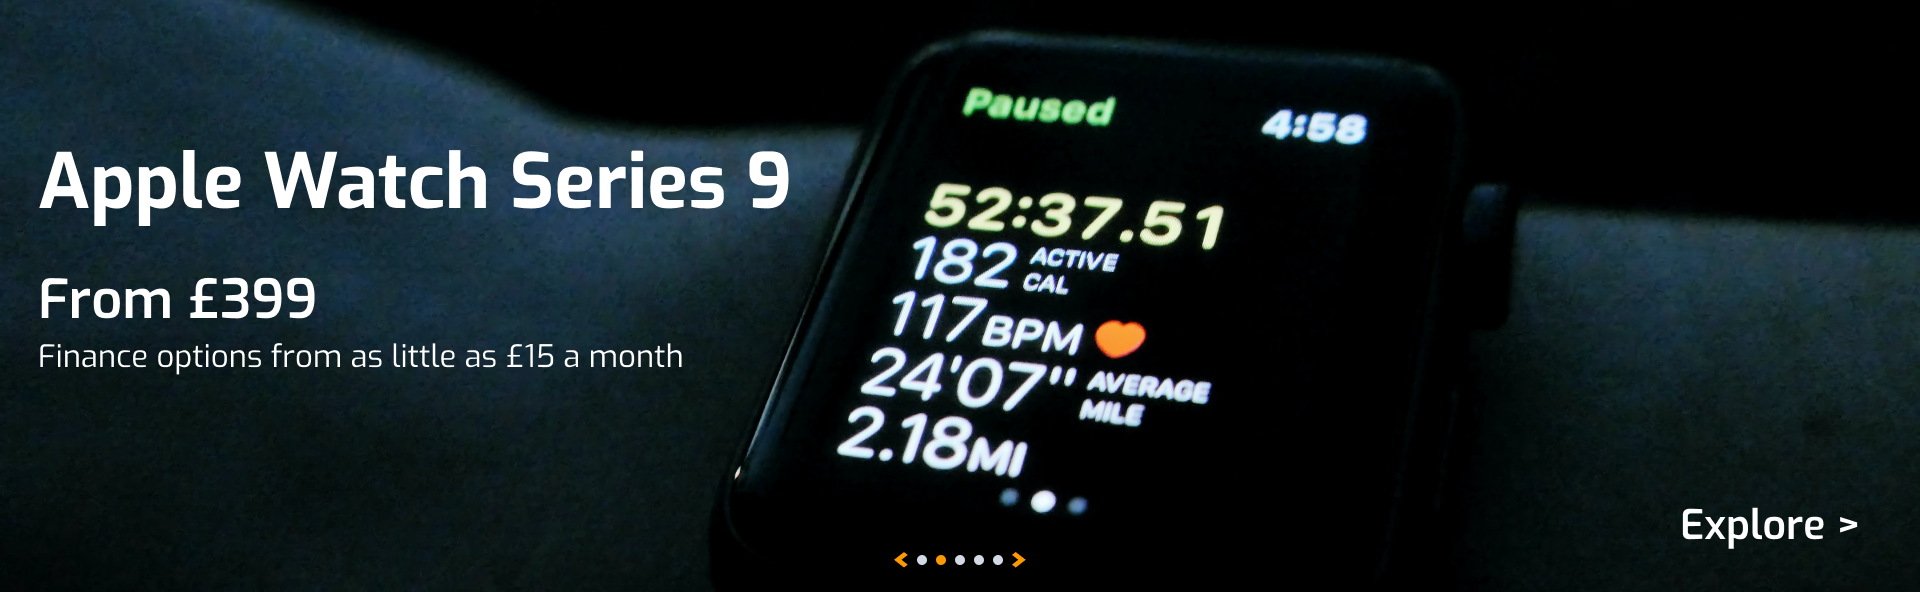 Apple Watch Series 9
From £399
Finance options from as little as £15 a month
Paused 4:58
52:37.51
182 ACTIVE
CAL
117 BPM
24'07" AVERAGE
MILE
2.18MI
Explore >